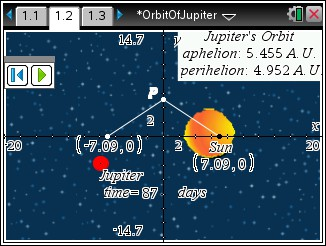 1.1 1.2 1.3 *OrbitOfJupiter
14.7 y
Jupiter's Orbit
aphelion: 5.455 A.U.
perihelion: 4.952 A.U.
P
2
x
-20 2 20
(-7.09,0) Sun
(7.09,0)
Jupiter
time= 87 days
-14.7